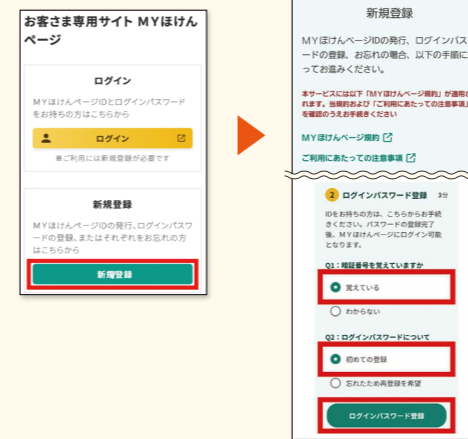 お客さま専用サイト MYほけん
ページ
ログイン
MYほけんページIDとログインパスワード
をお持ちの方はこちらから
ログイン
※ご利用には新規登録が必要です
新規登録
MYほけんページIDの発行、ログインパスワ
ードの登録、またはそれぞれをお忘れの方
はこちらから
新規登録
新規登録
MYほけんページIDの発行、ログインパス
ードの登録、お忘れの場合、以下の手順に
ってお進みください。
本サービスには以下「MYほけんページ規約」が適用さ
れます。当規約および「ご利用にあたっての注意事項」
を確認のうえお手続きください
MYほけんページ規約
ご利用にあたっての注意事項
2 ログインパスワード登録 3分
IDをお持ちの方は、こちらからお手続
きください。パスワードの登録完了
後、MYほけんページにログイン可能
となります。
Q1：暗証番号を覚えていますか
覚えている
わからない
Q2：ログインパスワードについて
初めての登録
忘れたため再登録を希望
ログインパスワード登録